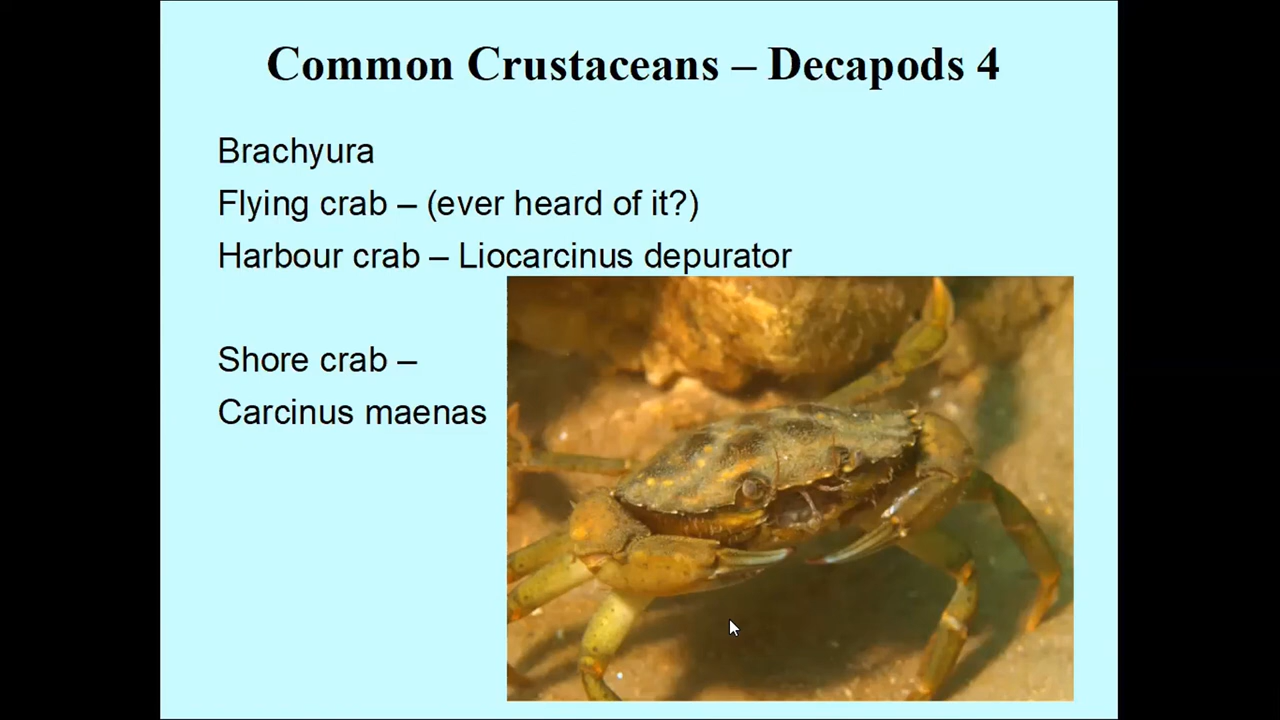 Common Crustaceans – Decapods 4
Brachyura
Flying crab – (ever heard of it?)
Harbour crab – Liocarcinus depurator
Shore crab –
Carcinus maenas